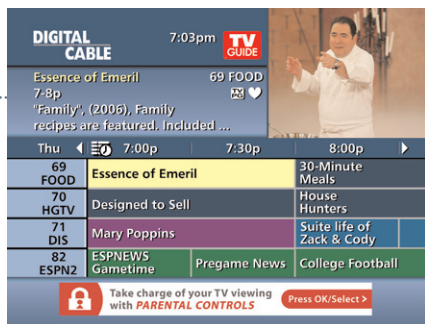 DIGITAL
CABLE
7:03pm
TV
GUIDE
Essence of Emeril
69 FOOD
7-8p
TV
"Family", (2006), Family
recipes are featured. Included ...
Thu
7:00p
7:30p
8:00p
69
FOOD
Essence of Emeril
30-Minute
Meals
70
HGTV
Designed to Sell
House
Hunters
71
DIS
Mary Poppins
Suite life of
Zack & Cody
82
ESPN2
ESPNEWS
Gametime
Pregame News
College Football
Take charge of your TV viewing
with PARENTAL CONTROLS
Press OK/Select >